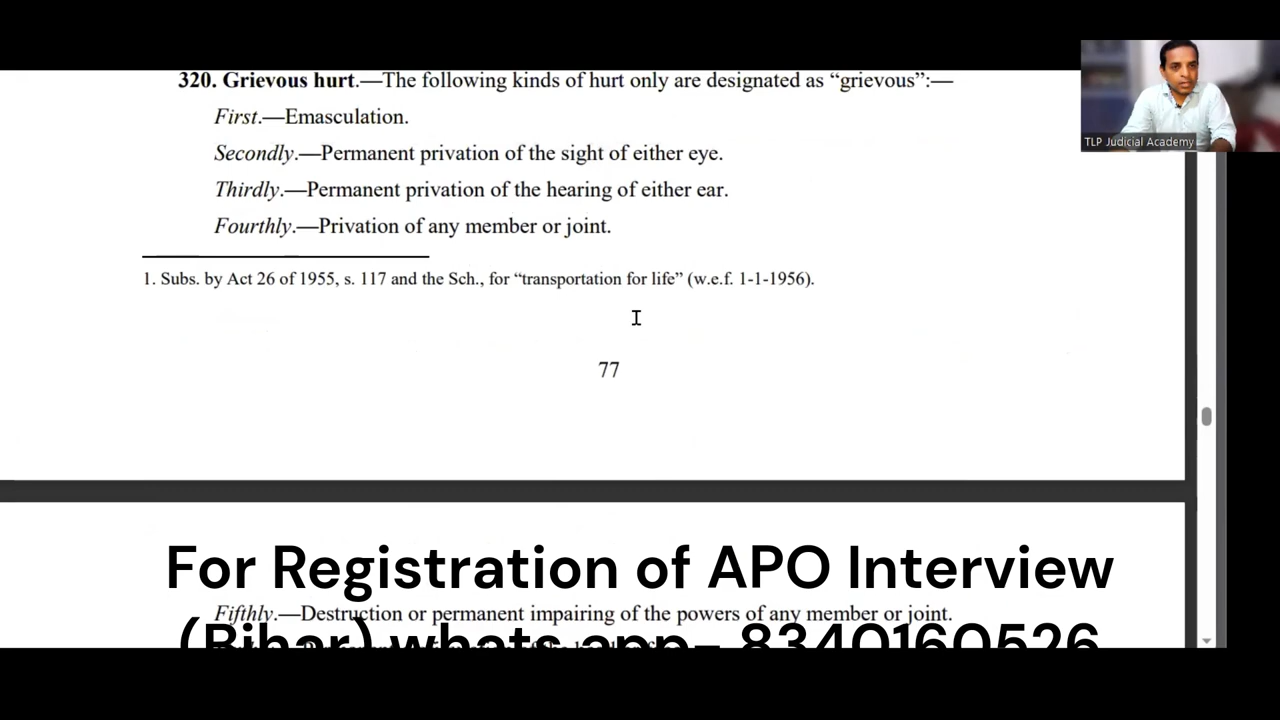 320. Grievous hurt.—The following kinds of hurt only are designated as “grievous”:—
First.—Emasculation.
Secondly.—Permanent privation of the sight of either eye.
Thirdly.—Permanent privation of the hearing of either ear.
Fourthly.—Privation of any member or joint.
TLP Judicial Academy
1. Subs. by Act 26 of 1955, s. 117 and the Sch., for “transportation for life” (w.e.f. 1-1-1956).
77
For Registration of APO Interview
Fifthly.—Destruction or permanent impairing of the powers of any member or joint.
(Bihar) whats app- 8340160526